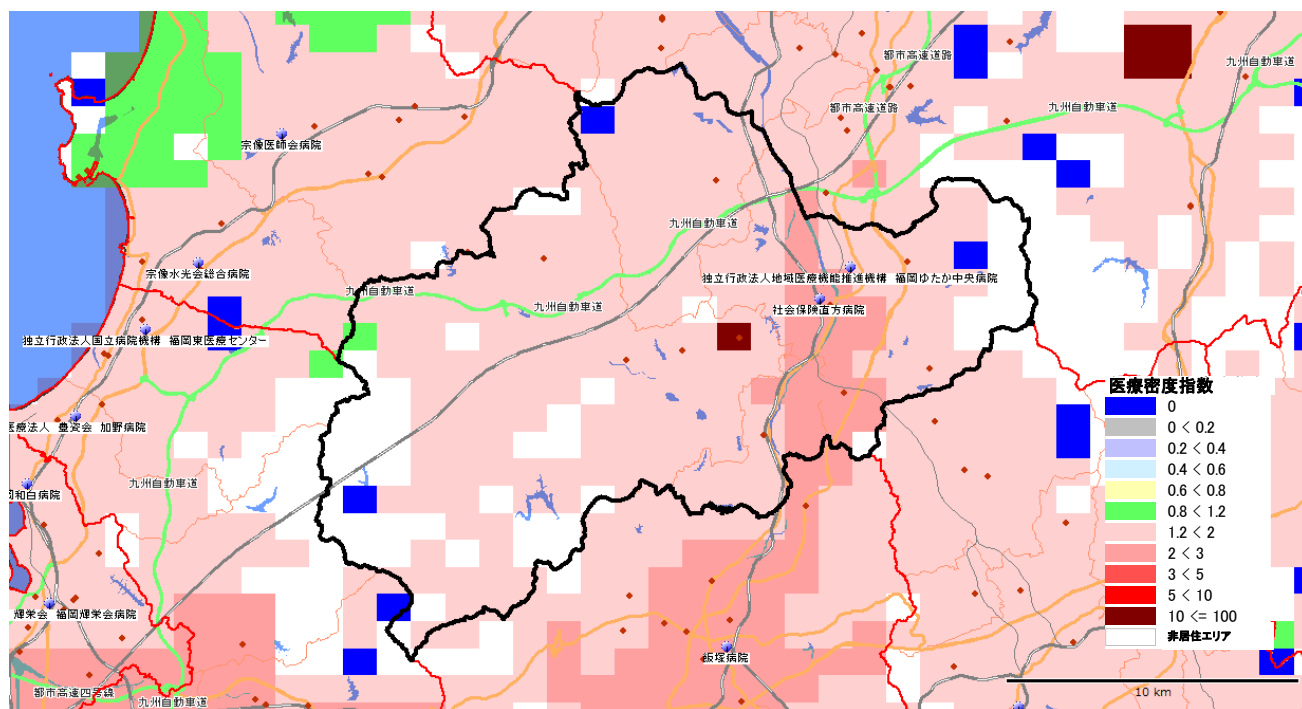 都市高速道路
九州自動車道
都市高速道路
九州自動車道
宗像医師会病院
九州自動車道
宗像水光会総合病院
独立行政法人地域医療機能推進機構 福岡ゆたか中央病院
九州自動車道
九州自動車道
社会保険直方病院
独立行政法人国立病院機構 福岡東医療センター
医療密度指数
0
0 < 0.2
0.2 < 0.4
0.4 < 0.6
0.6 < 0.8
0.8 < 1.2
1.2 < 2
2 < 3
3 < 5
5 < 10
10 <= 100
非居住エリア
医療法人 豊資会 加野病院
九州自動車道
岡和白病院
輝栄会 福岡輝栄会病院
飯塚病院
都市高速四号線
九州自動車道
10 km